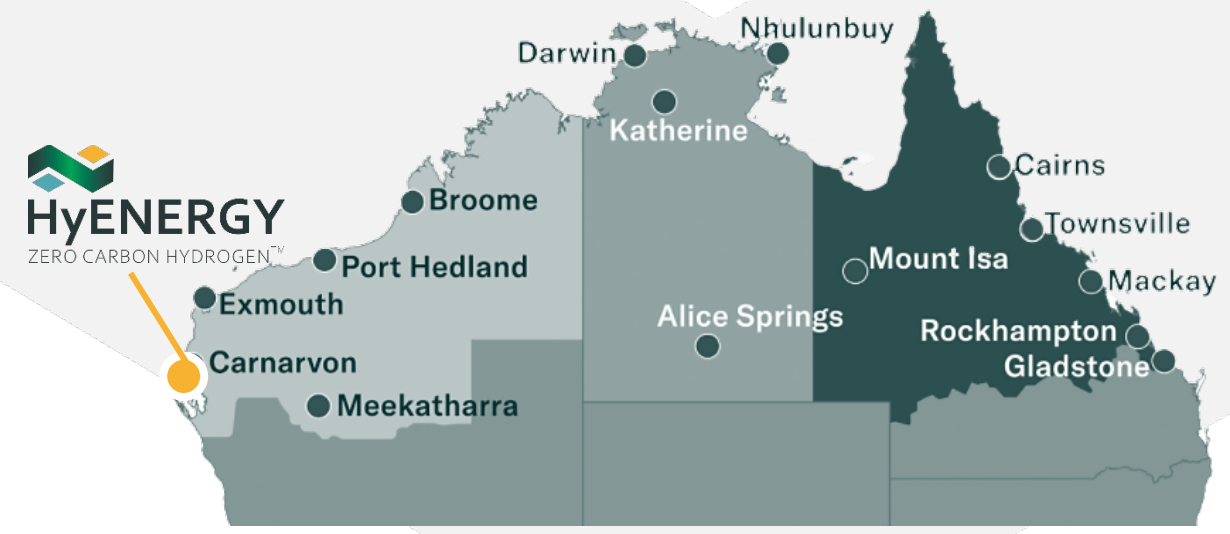 Nhulunbuy
Darwin
Katherine
Cairns
HyENERGY
ZERO CARBON HYDROGEN™
Broome
Townsville
Port Hedland
Mount Isa
Mackay
Exmouth
Alice Springs
Rockhampton
Carnarvon
Gladstone
Meekatharra